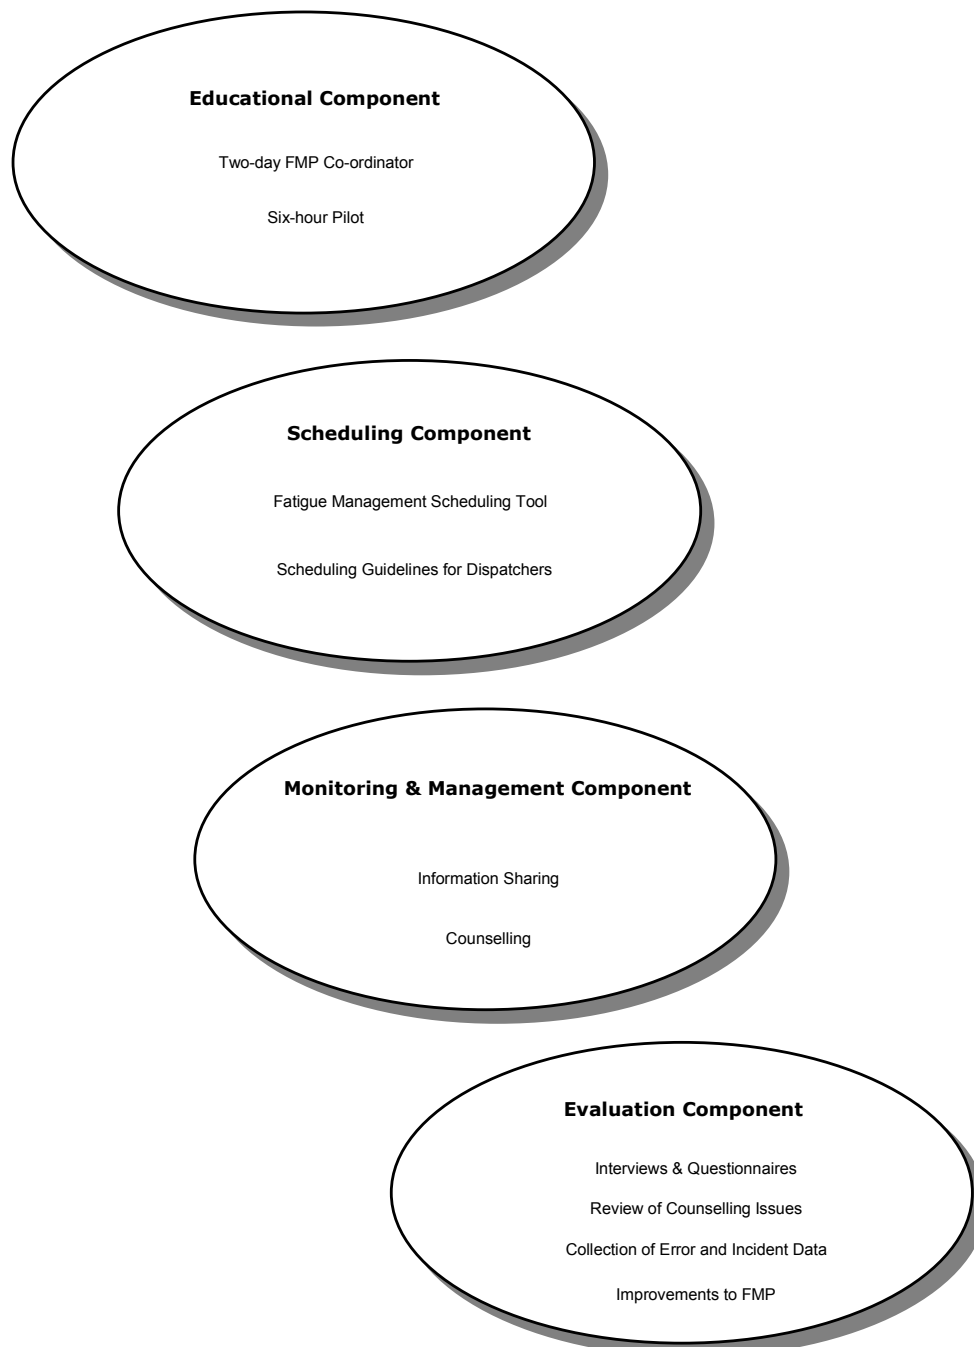 Educational Component
Two-day FMP Co-ordinator
Six-hour Pilot
Scheduling Component
Fatigue Management Scheduling Tool
Scheduling Guidelines for Dispatchers
Monitoring & Management Component
Information Sharing
Counselling
Evaluation Component
Interviews & Questionnaires
Review of Counselling Issues
Collection of Error and Incident Data
Improvements to FMP